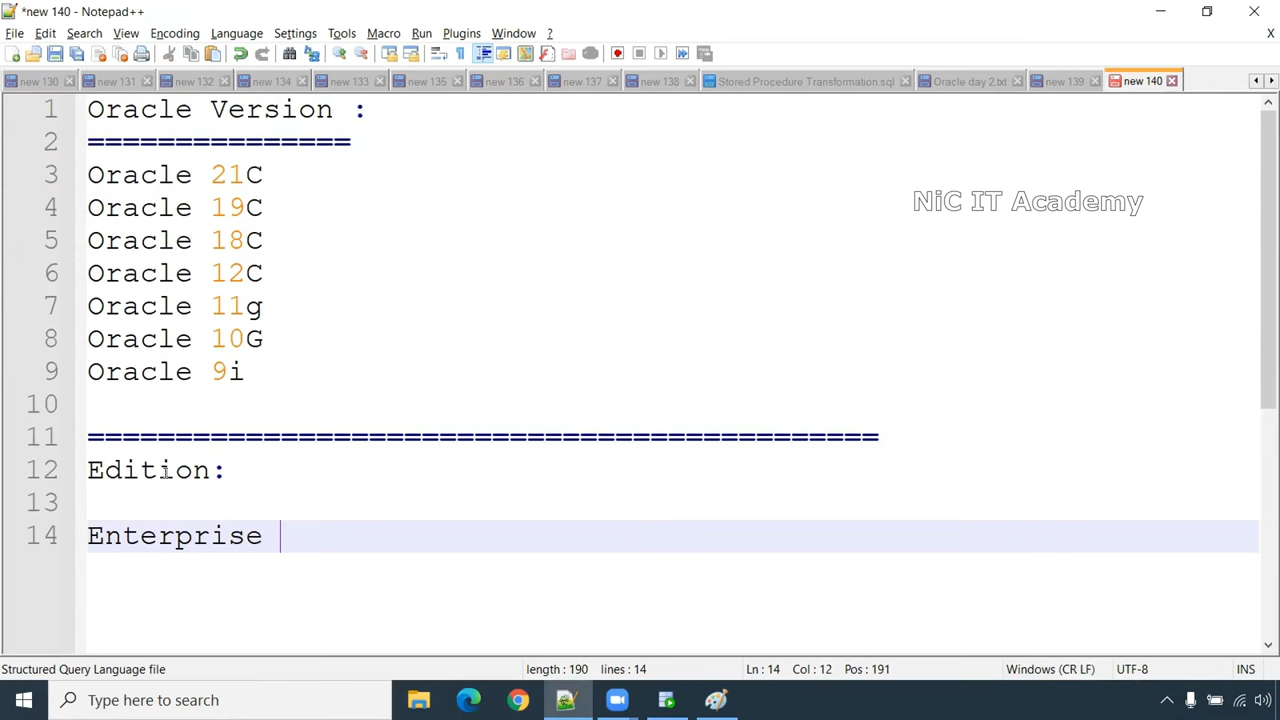 *new 140 - Notepad++
File Edit Search View Encoding Language Settings Tools Macro Run Plugins Window ? X
new 130 new 131 new 132 new 134 new 133 new 135 new 136 new 137 new 138 Stored Procedure Transformation.sql Oracle day 2.txt new 139 new 140
1 Oracle Version :
2 ===============
3 Oracle 21C
4 Oracle 19C
5 Oracle 18C
6 Oracle 12C
7 Oracle 11g
8 Oracle 10G
9 Oracle 9i
10
11 =============================================
12 Edition:
13
14 Enterprise
NiC IT Academy
Structured Query Language file length : 190 lines : 14 Ln : 14 Col : 12 Pos : 191 Windows (CR LF) UTF-8 INS
Type here to search